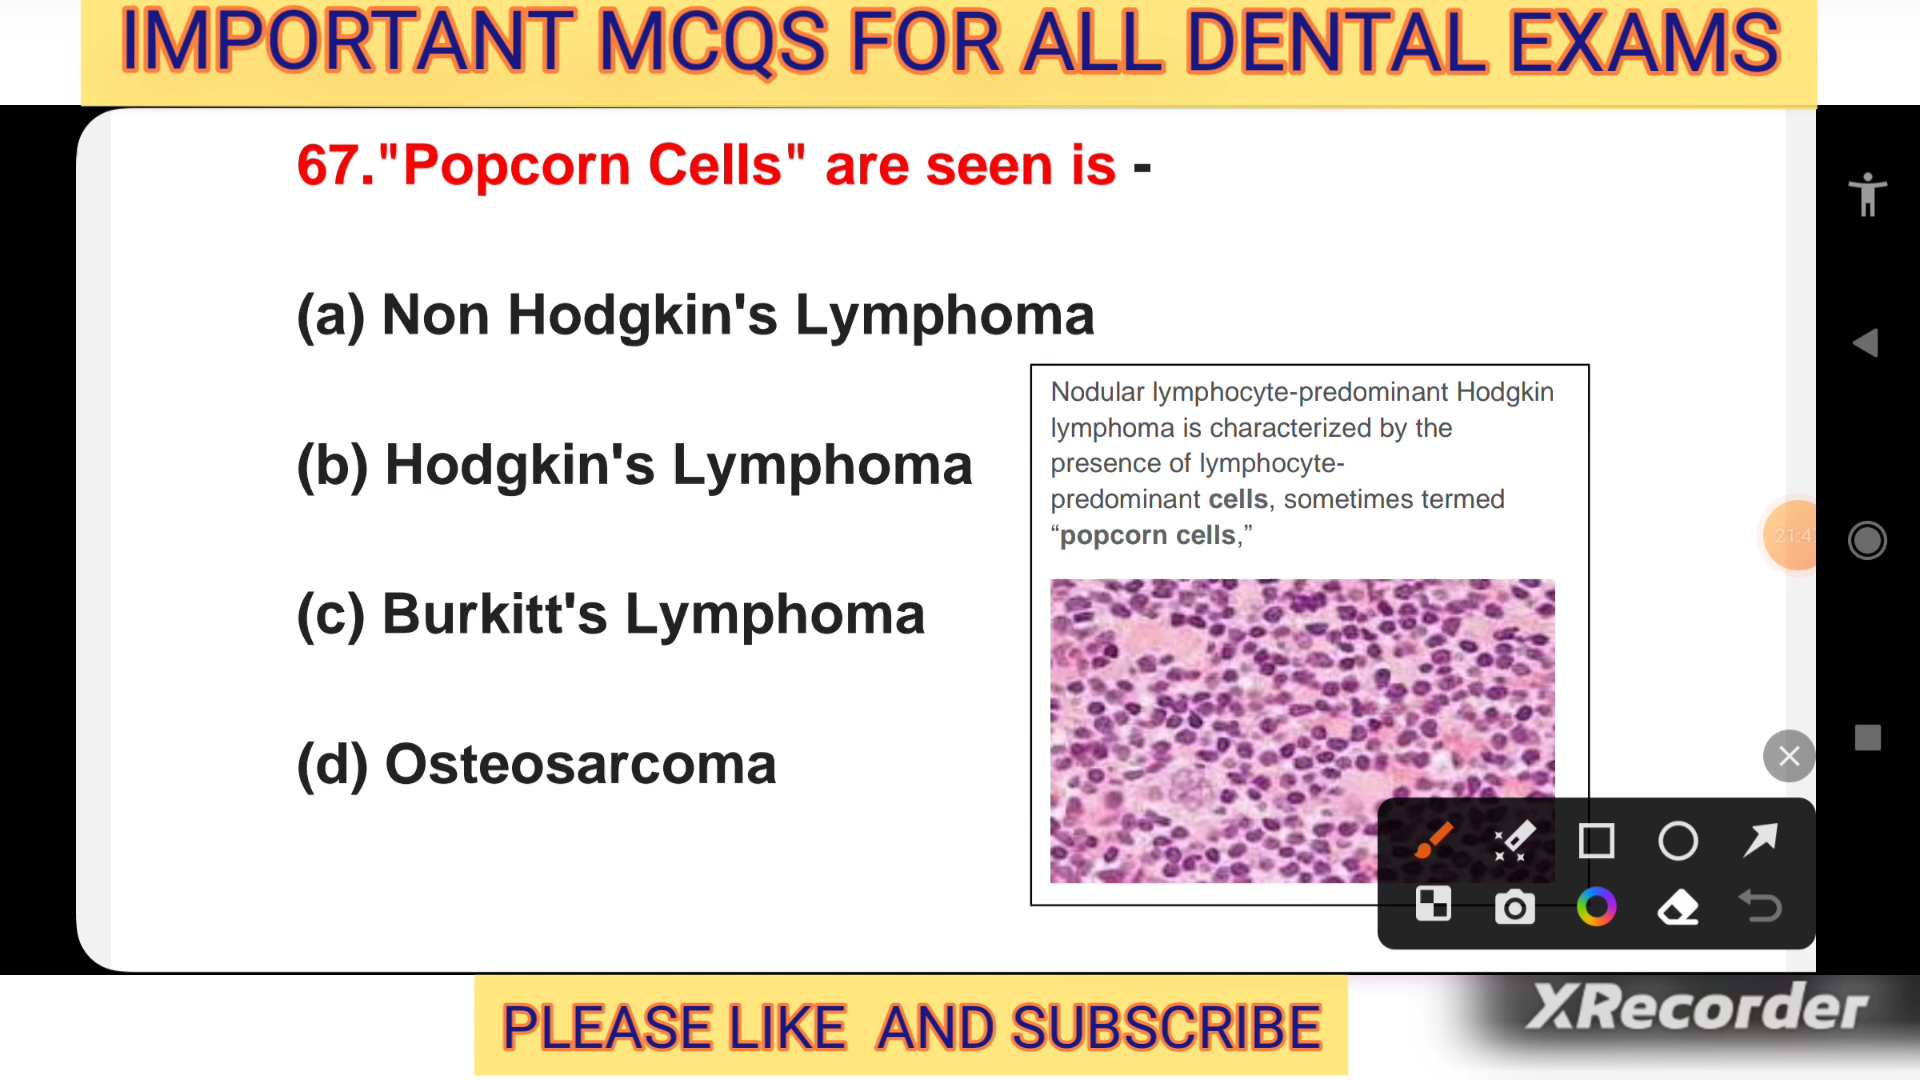 IMPORTANT MCQS FOR ALL DENTAL EXAMS
67."Popcorn Cells" are seen is -
(a) Non Hodgkin's Lymphoma
(b) Hodgkin's Lymphoma
(c) Burkitt's Lymphoma
(d) Osteosarcoma
Nodular lymphocyte-predominant Hodgkin
lymphoma is characterized by the
presence of lymphocyte-
predominant cells, sometimes termed
“popcorn cells,”
PLEASE LIKE AND SUBSCRIBE
XRecorder